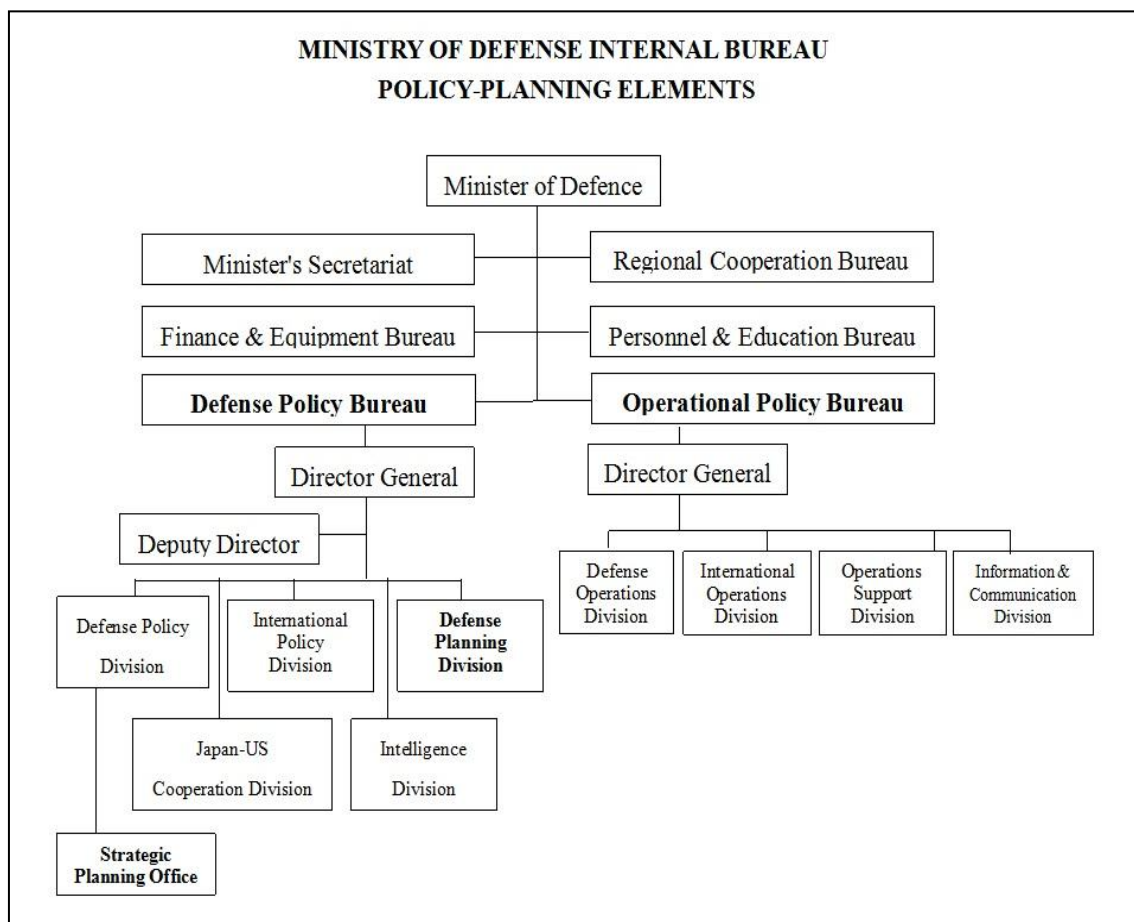 MINISTRY OF DEFENSE INTERNAL BUREAU
POLICY-PLANNING ELEMENTS
Minister of Defence
Minister's Secretariat
Regional Cooperation Bureau
Finance & Equipment Bureau
Personnel & Education Bureau
Defense Policy Bureau
Operational Policy Bureau
Director General
Director General
Deputy Director
Defense
Operations
Division
International
Operations
Division
Operations
Support
Division
Information &
Communication
Division
Defense Policy
Division
International
Policy
Division
Defense
Planning
Division
Japan-US
Cooperation Division
Intelligence
Division
Strategic
Planning Office